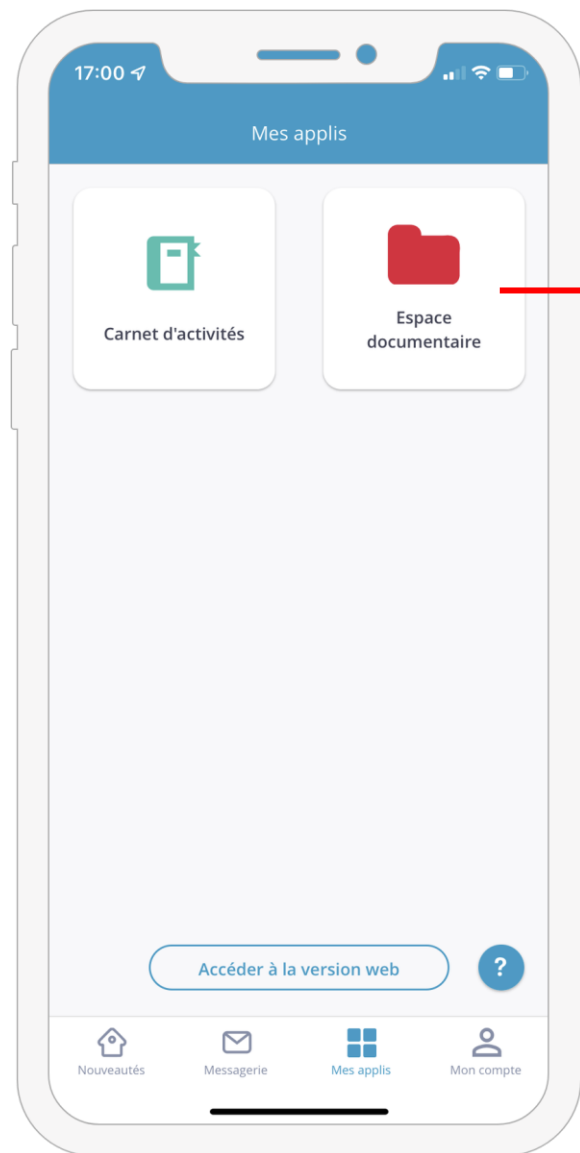 17:00
Mes applis
Carnet d'activités
Espace
documentaire
Accéder à la version web
?
Nouveautés
Messagerie
Mes applis
Mon compte